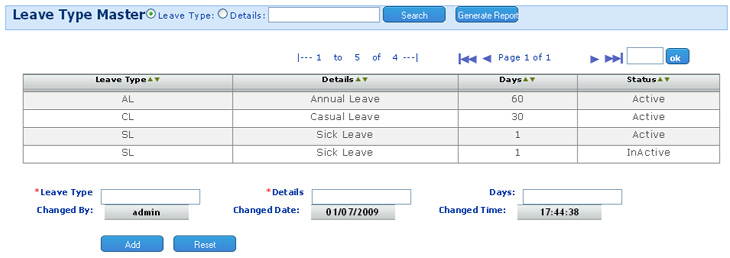 Leave Type Master Leave Type: Details: Search Generate Report
|--- 1 to 5 of 4 ---| Page 1 of 1 ok
Leave Type Details Days Status
AL Annual Leave 60 Active
CL Casual Leave 30 Active
SL Sick Leave 1 Active
SL Sick Leave 1 InActive
*Leave Type *Details Days:
Changed By: admin Changed Date: 01/07/2009 Changed Time: 17:44:38
Add Reset